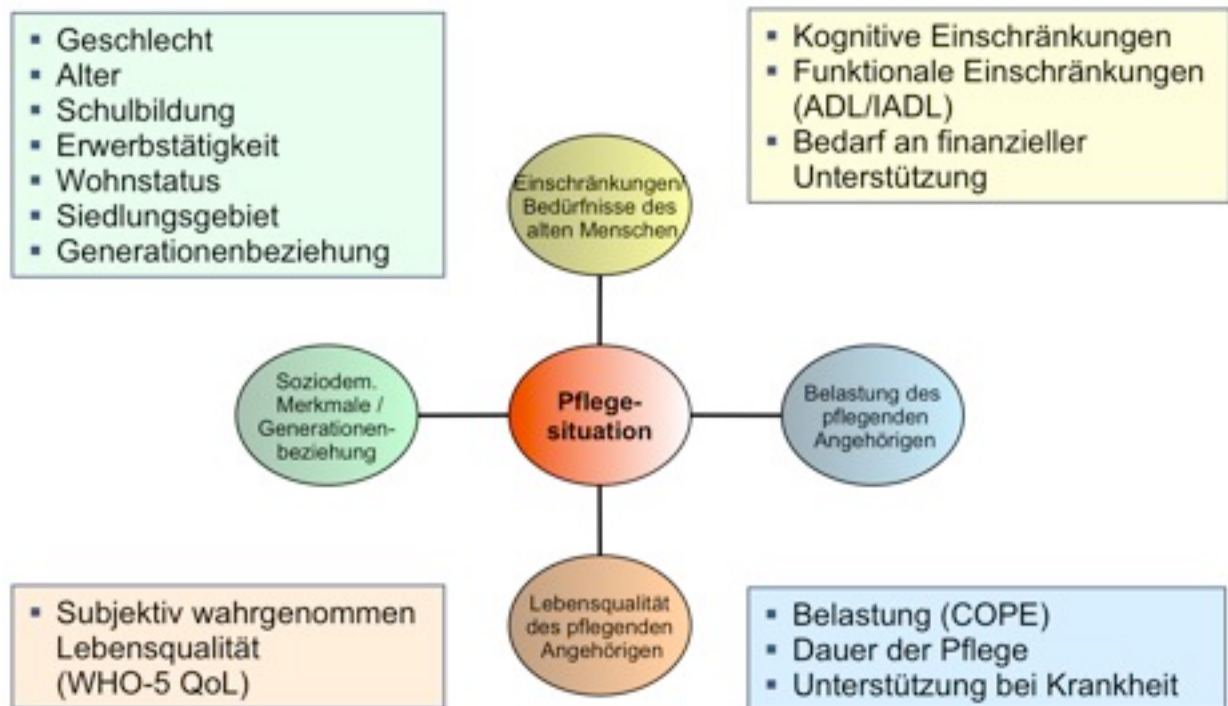 ▪ Geschlecht
▪ Alter
▪ Schulbildung
▪ Erwerbstätigkeit
▪ Wohnstatus
▪ Siedlungsgebiet
▪ Generationenbeziehung
▪ Kognitive Einschränkungen
▪ Funktionale Einschränkungen
(ADL/IADL)
▪ Bedarf an finanzieller
Unterstützung
Einschränkungen/
Bedürfnisse des
alten Menschen
Soziodem.
Merkmale /
Generationen-
beziehung
Pflege-
situation
Belastung des
pflegenden
Angehörigen
Lebensqualität
des pflegenden
Angehörigen
▪ Subjektiv wahrgenommen
Lebensqualität
(WHO-5 QoL)
▪ Belastung (COPE)
▪ Dauer der Pflege
▪ Unterstützung bei Krankheit